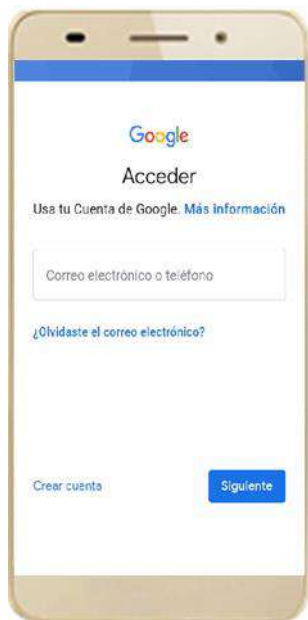 Google
Acceder
Usa tu Cuenta de Google. Más información
Correo electrónico o teléfono
¿Olvidaste el correo electrónico?
Crear cuenta
Siguiente